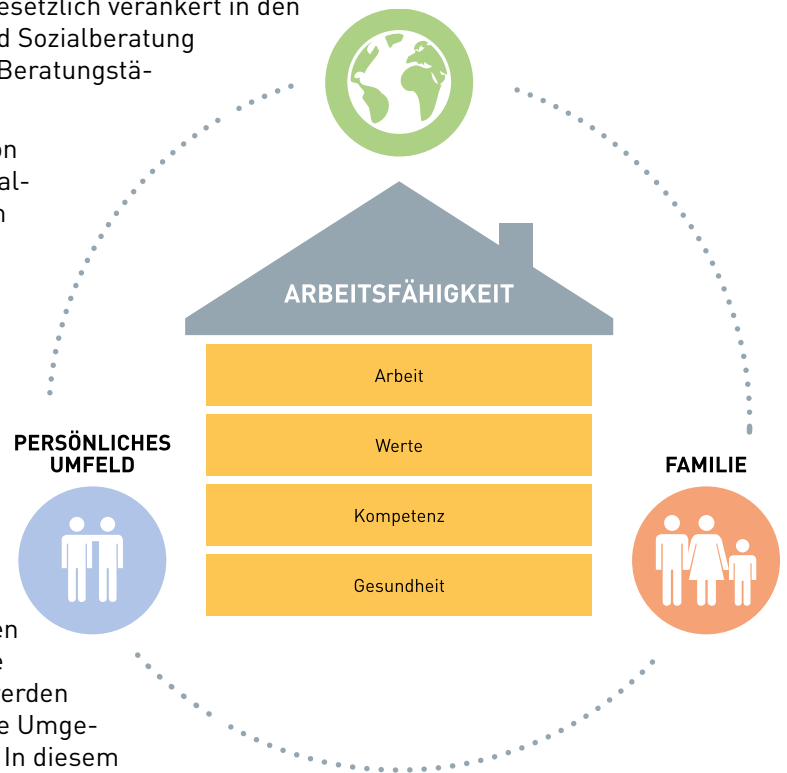 esetzlich verankert in den
d Sozialberatung
Beratungstä-
on
al-
n
ARBEITSFÄHIGKEIT
Arbeit
Werte
Kompetenz
Gesundheit
PERSÖNLICHES
UMFELD
FAMILIE
en
e
erden
e Umge-
In diesem